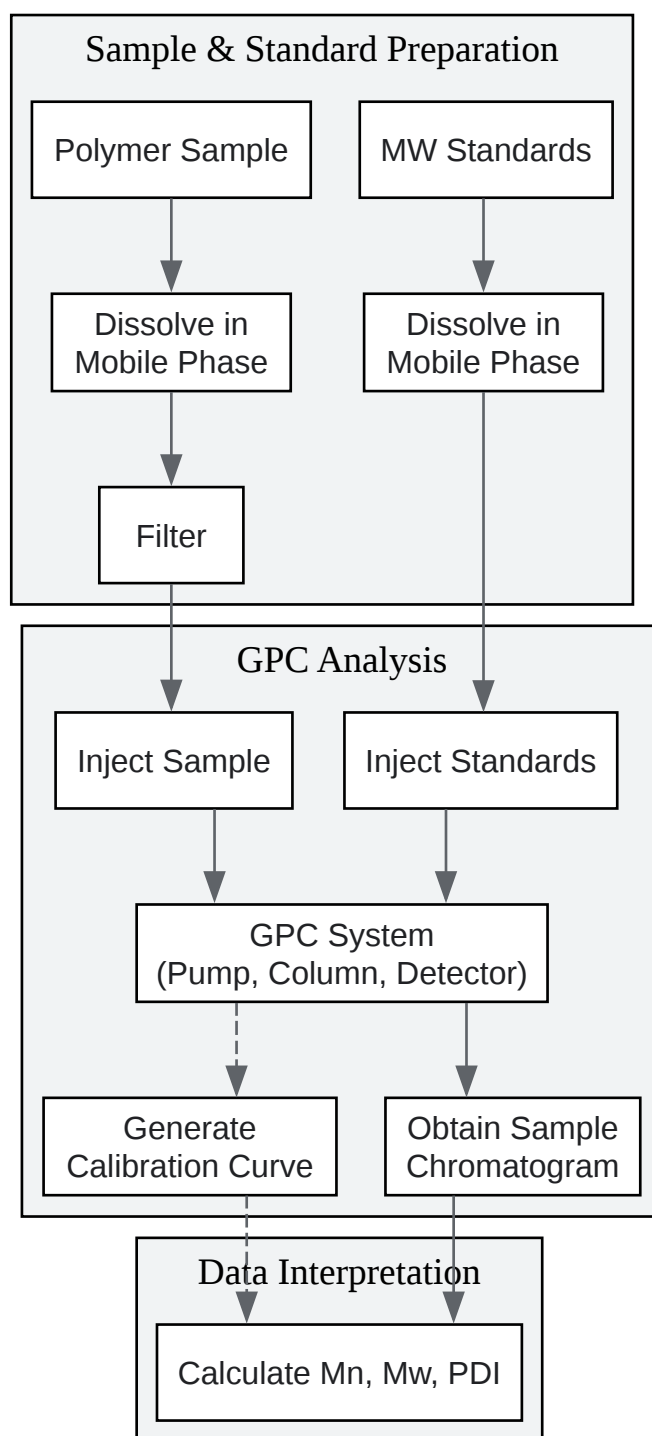 Sample & Standard Preparation
Polymer Sample
MW Standards
Dissolve in
Mobile Phase
Dissolve in
Mobile Phase
Filter
GPC Analysis
Inject Sample
Inject Standards
GPC System
(Pump, Column, Detector)
Generate
Calibration Curve
Obtain Sample
Chromatogram
Data Interpretation
Calculate Mn, Mw, PDI